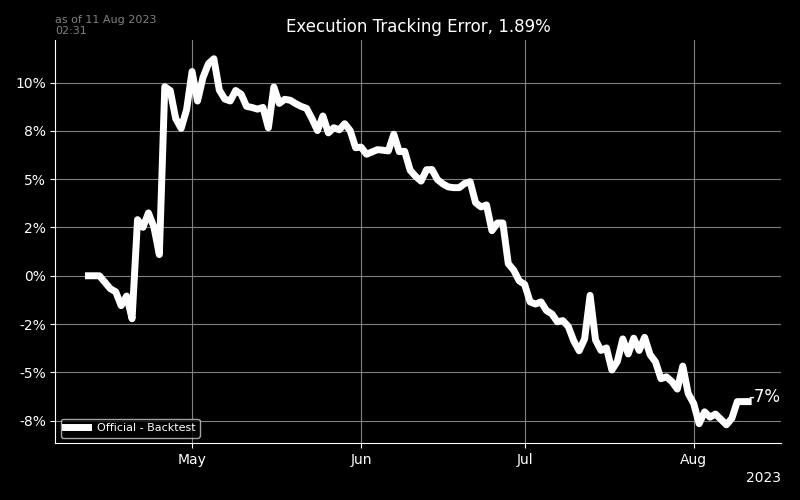 as of 11 Aug 2023
02:31
Execution Tracking Error, 1.89%
10%
8%
5%
2%
0%
-2%
-5%
-8%
-7%
Official - Backtest
May
Jun
Jul
Aug
2023